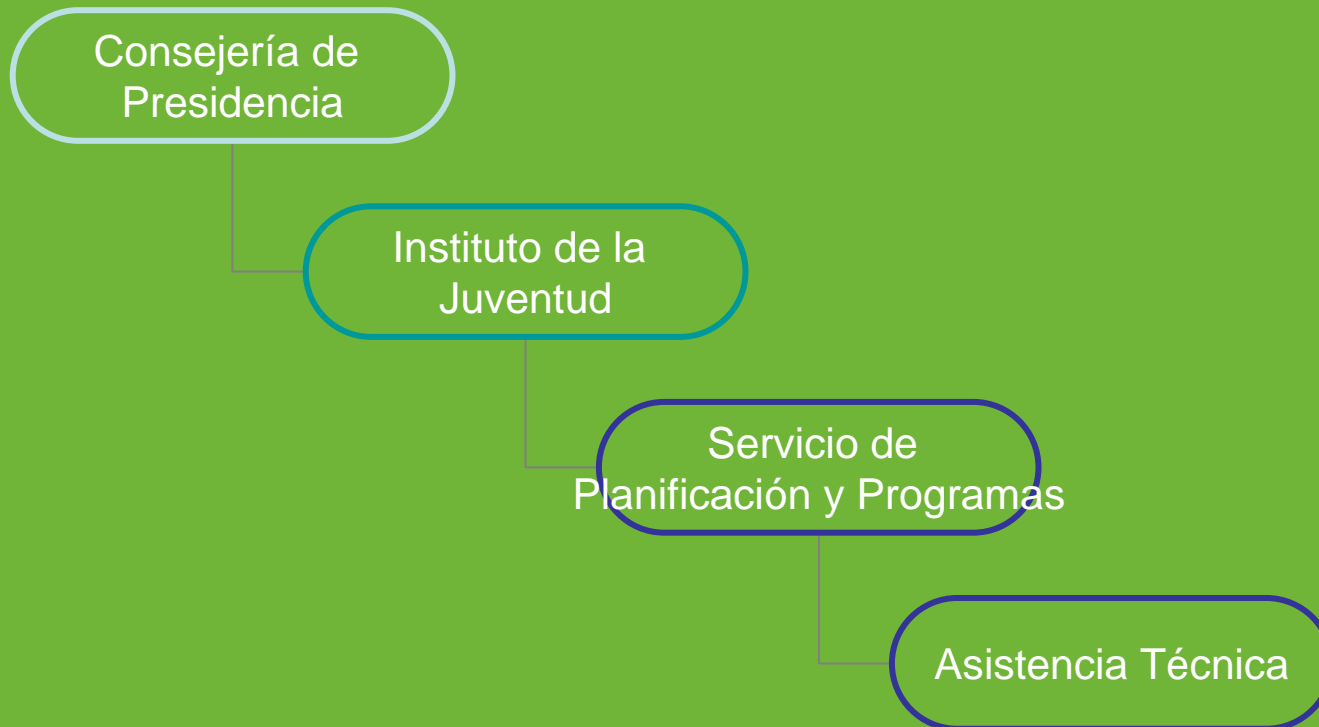 Consejería de
Presidencia
Instituto de la
Juventud
Servicio de
Planificación y Programas
Asistencia Técnica